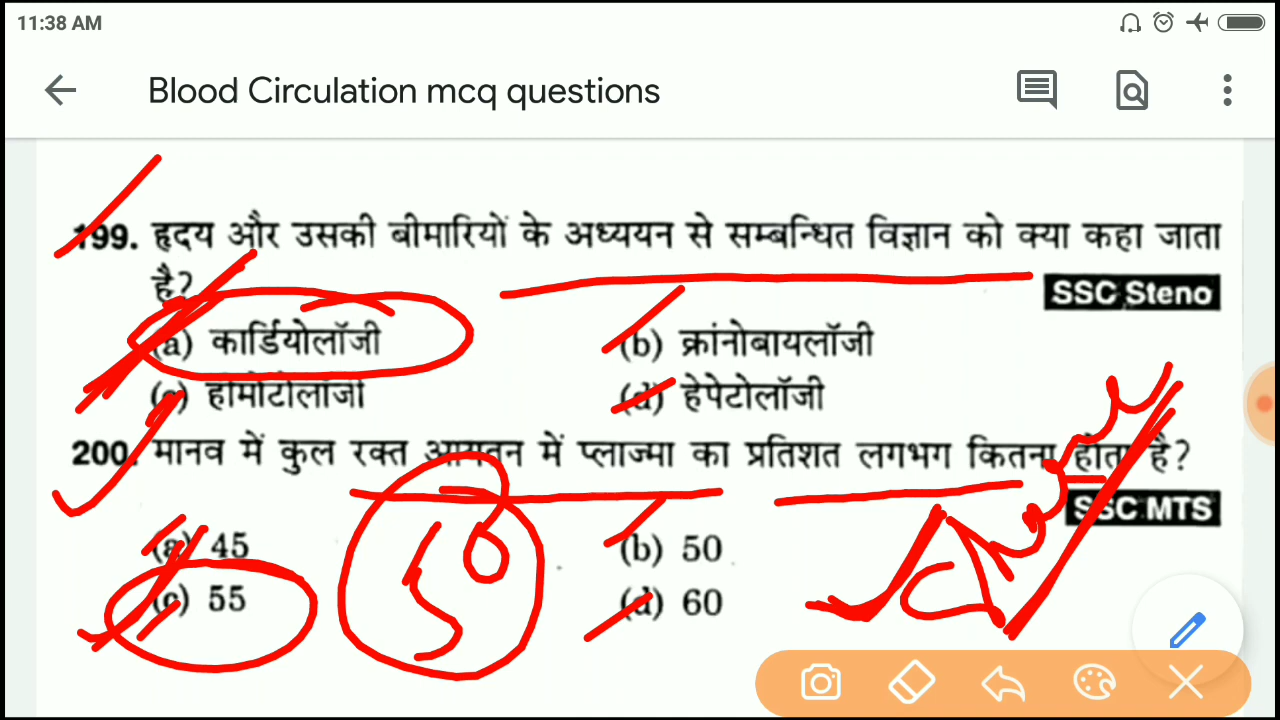 11:38 AM
Blood Circulation mcq questions
199. हृदय और उसकी बीमारियों के अध्ययन से सम्बन्धित विज्ञान को क्या कहा जाता
है?
SSC Steno
(a) कार्डियोलॉजी (b) क्रांनोबायलॉजी
(c) हीमोटोलॉजी (d) हेपेटोलॉजी
200. मानव में कुल रक्त आयतन में प्लाज्मा का प्रतिशत लगभग कितना होता है?
SSC MTS
(a) 45 (b) 50
(c) 55 (d) 60